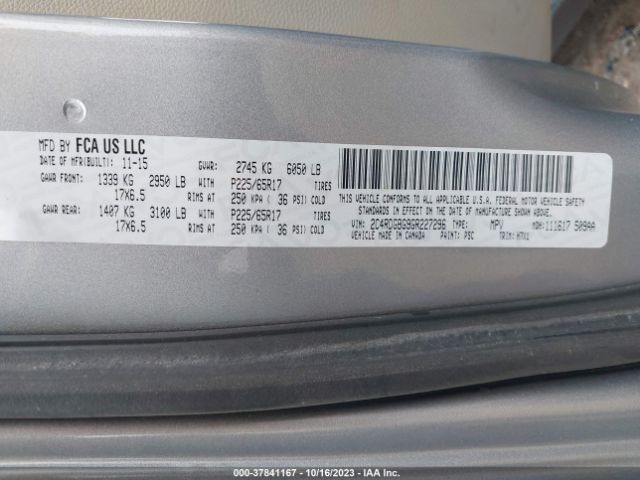 MFD BY FCA US LLC
DATE OF MFR(BUILT): 11-15 GVWR: 2745 KG 6050 LB
GAWR FRONT: 1339 KG 2950 LB WITH P225/65R17 TIRES
17X6.5 RIMS AT 250 KPA ( 36 PSI) COLD
GAWR REAR: 1407 KG 3100 LB WITH P225/65R17 TIRES
17X6.5 RIMS AT 250 KPA ( 36 PSI) COLD
THIS VEHICLE CONFORMS TO ALL APPLICABLE U.S.A. FEDERAL MOTOR VEHICLE SAFETY
STANDARDS IN EFFECT ON THE DATE OF MANUFACTURE SHOWN ABOVE.
VIN: 2C4RDGBG9GR227296 TYPE: MPV MDH: 111617 509AA
VEHICLE MADE IN CANADA PAINT: PSC TRIM:
000-37841167 - 10/16/2023 - IAA Inc.